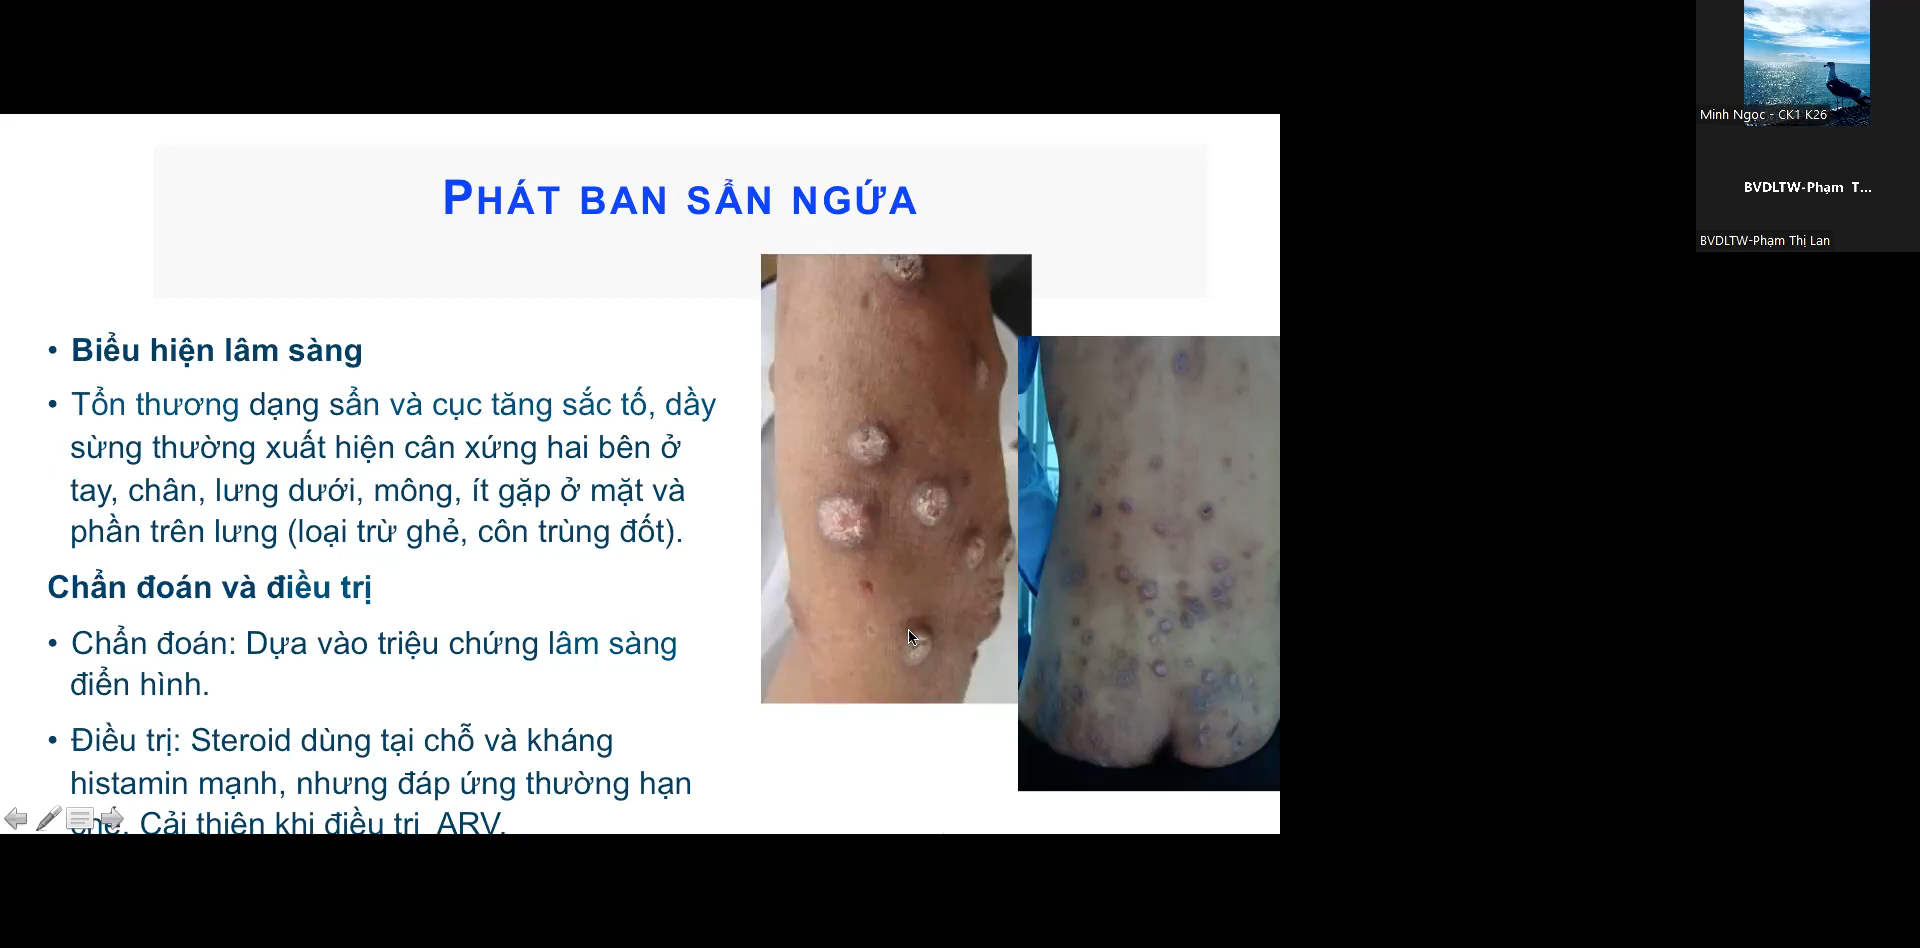 PHÁT BAN SẨN NGỨA
• Biểu hiện lâm sàng
• Tổn thương dạng sẩn và cục tăng sắc tố, dầy
sừng thường xuất hiện cân xứng hai bên ở
tay, chân, lưng dưới, mông, ít gặp ở mặt và
phần trên lưng (loại trừ ghẻ, côn trùng đốt).
Chẩn đoán và điều trị
• Chẩn đoán: Dựa vào triệu chứng lâm sàng
điển hình.
• Điều trị: Steroid dùng tại chỗ và kháng
histamin mạnh, nhưng đáp ứng thường hạn
Cải thiện khi điều trị ARV.
Minh Ngọc - CK1 K26
BVDLTW-Phạm T...
BVDLTW-Phạm Thị Lan